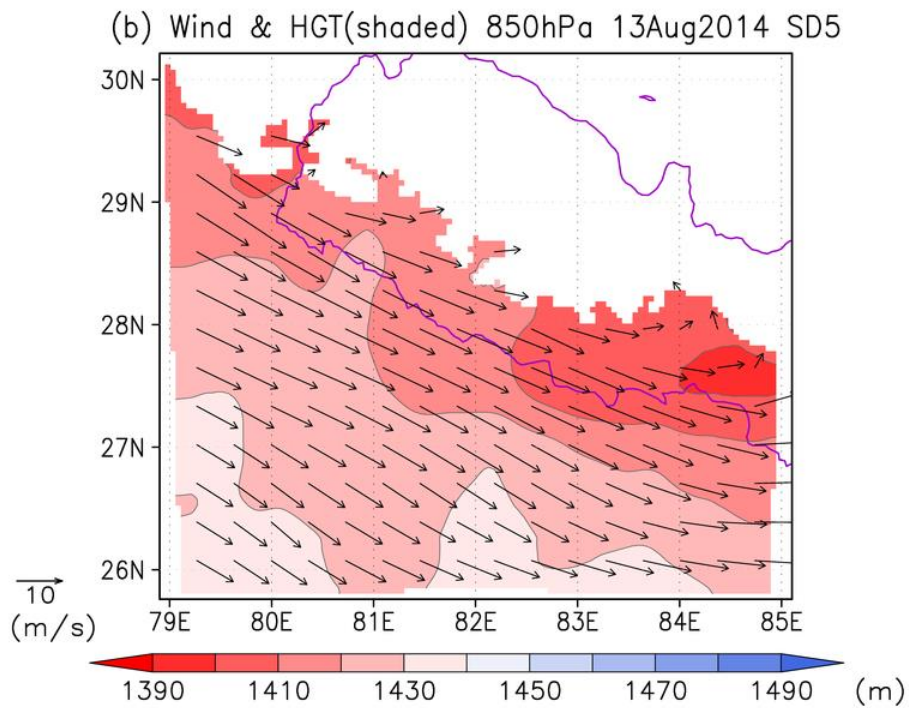 (b) Wind & HGT(shaded) 850hPa 13Aug2014 SD5
30N
29N
28N
27N
26N
79E 80E 81E 82E 83E 84E 85E
10
(m/s)
1390 1410 1430 1450 1470 1490 (m)